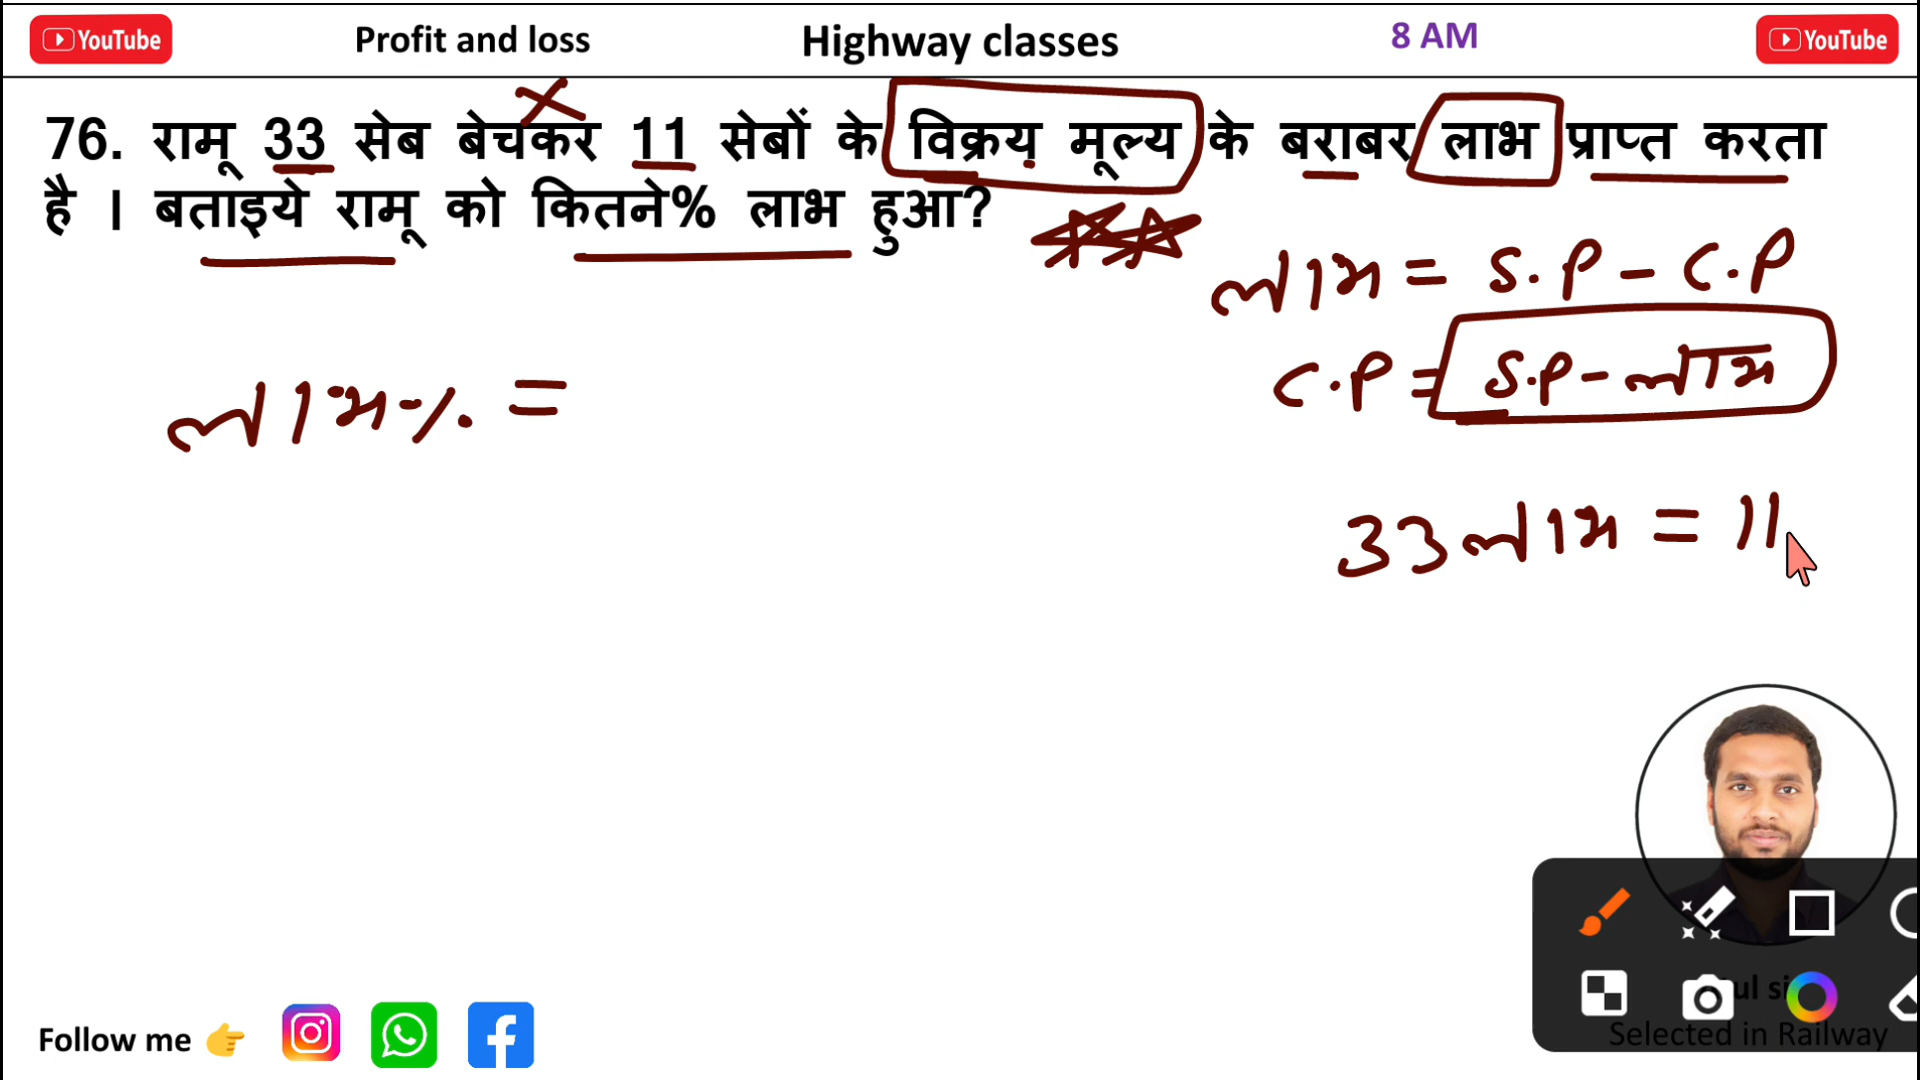 YouTube Profit and loss Highway classes 8 AM YouTube
76. रामू 33 सेब बेचकर 11 सेबों के विक्रय मूल्य के बराबर लाभ प्राप्त करता
है । बताइये रामू को कितने% लाभ हुआ?
लाभ = S.P - C.P
C.P = S.P - लाभ
लाभ % =
33 लाभ = 11
Follow me
Selected in Railway